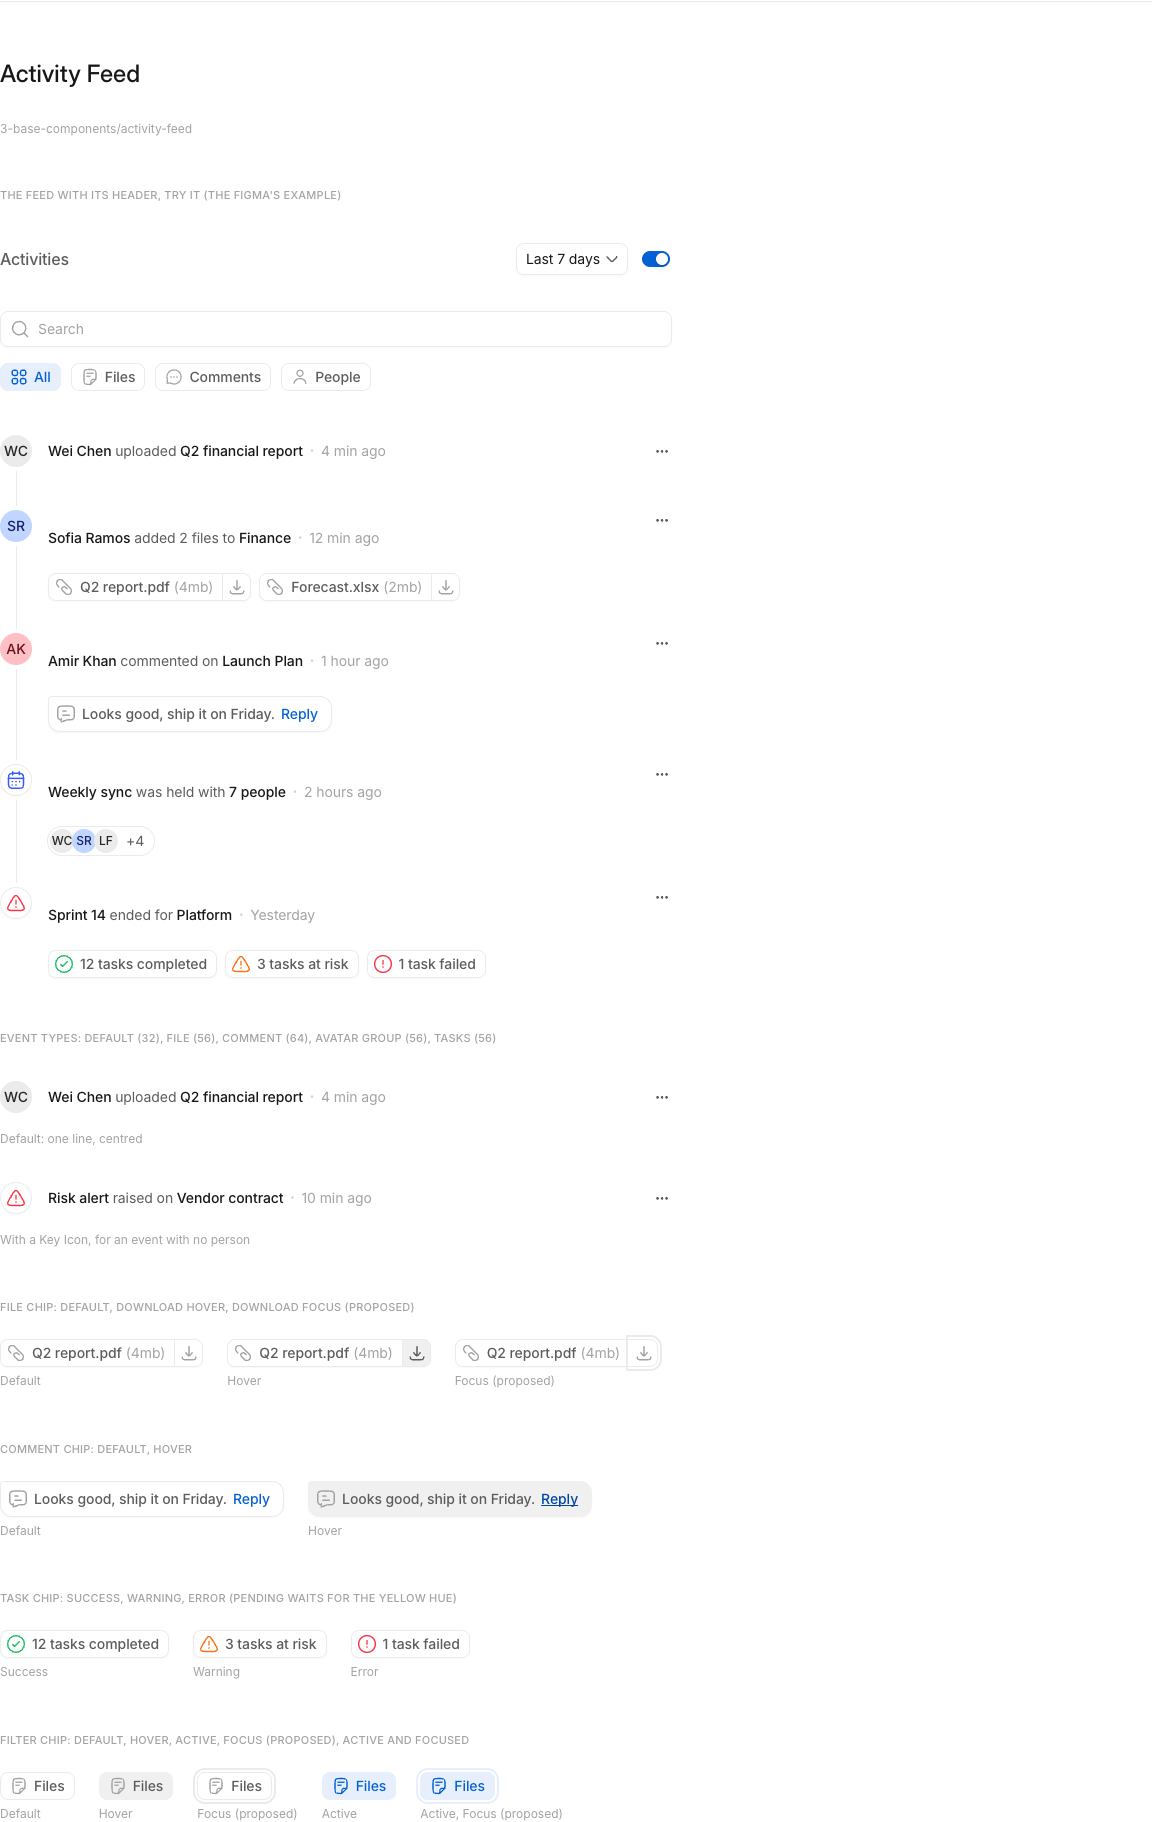 Activity Feed
3-base-components/activity-feed
THE FEED WITH ITS HEADER, TRY IT (THE FIGMA'S EXAMPLE)
Activities Last 7 days
Search
All Files Comments People
WC Wei Chen uploaded Q2 financial report · 4 min ago
SR Sofia Ramos added 2 files to Finance · 12 min ago
Q2 report.pdf (4mb) Forecast.xlsx (2mb)
AK Amir Khan commented on Launch Plan · 1 hour ago
Looks good, ship it on Friday. Reply
Weekly sync was held with 7 people · 2 hours ago
WC SR LF +4
Sprint 14 ended for Platform · Yesterday
12 tasks completed 3 tasks at risk 1 task failed
EVENT TYPES: DEFAULT (32), FILE (56), COMMENT (64), AVATAR GROUP (56), TASKS (56)
WC Wei Chen uploaded Q2 financial report · 4 min ago
Default: one line, centred
Risk alert raised on Vendor contract · 10 min ago
With a Key Icon, for an event with no person
FILE CHIP: DEFAULT, DOWNLOAD HOVER, DOWNLOAD FOCUS (PROPOSED)
Q2 report.pdf (4mb) Q2 report.pdf (4mb) Q2 report.pdf (4mb)
Default Hover Focus (proposed)
COMMENT CHIP: DEFAULT, HOVER
Looks good, ship it on Friday. Reply Looks good, ship it on Friday. Reply
Default Hover
TASK CHIP: SUCCESS, WARNING, ERROR (PENDING WAITS FOR THE YELLOW HUE)
12 tasks completed 3 tasks at risk 1 task failed
Success Warning Error
FILTER CHIP: DEFAULT, HOVER, ACTIVE, FOCUS (PROPOSED), ACTIVE AND FOCUSED
Files Files Files Files Files
Default Hover Focus (proposed) Active Active, Focus (proposed)